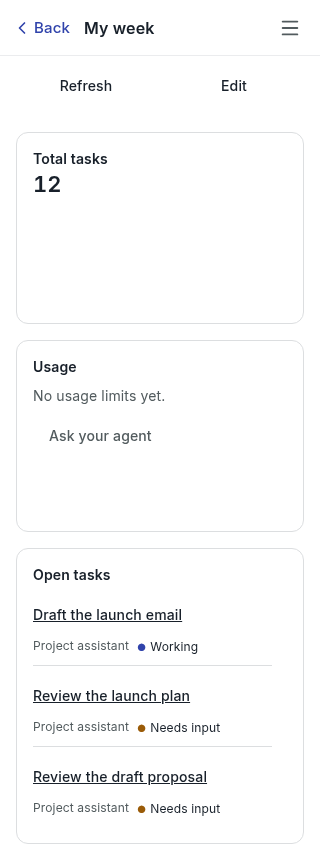 Back My week
Refresh Edit
Total tasks
12
Usage
No usage limits yet.
Ask your agent
Open tasks
Draft the launch email
Project assistant Working
Review the launch plan
Project assistant Needs input
Review the draft proposal
Project assistant Needs input